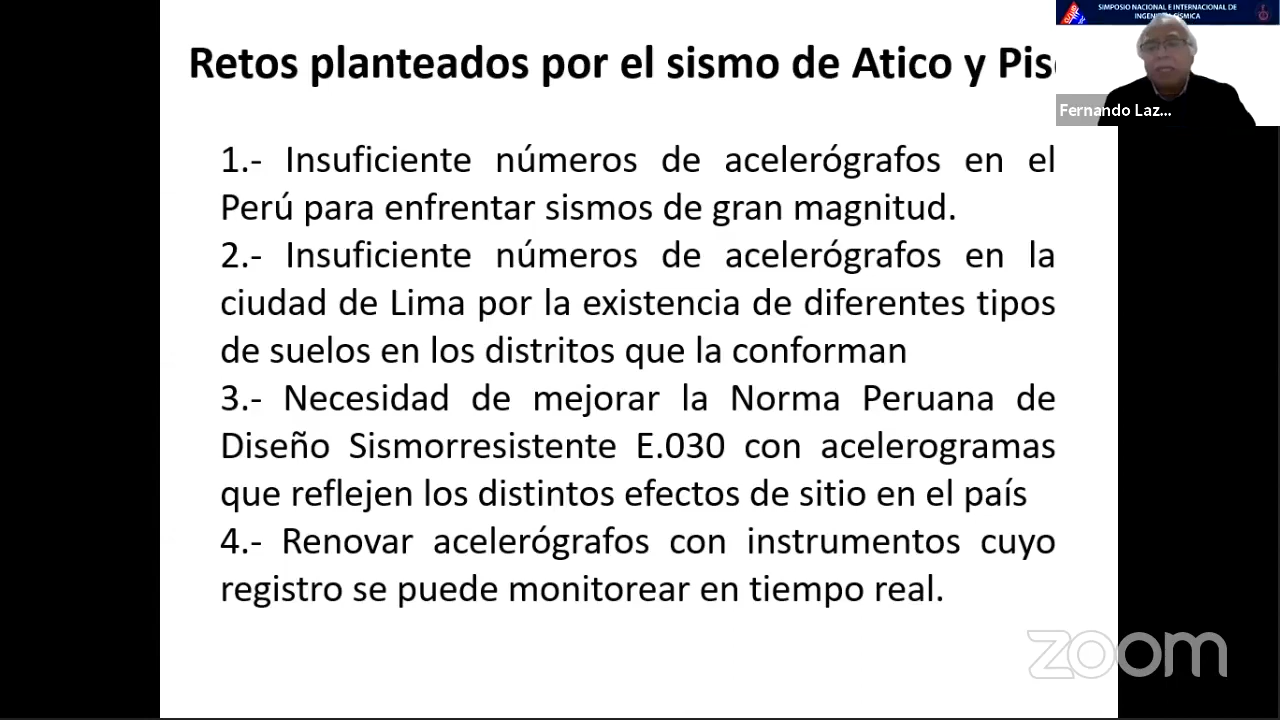 SIMPOSIO NACIONAL E INTERNACIONAL DE
INGENIERÍA SÍSMICA
Retos planteados por el sismo de Atico y
Fernando Laz...
1.- Insuficiente números de acelerógrafos en el
Perú para enfrentar sismos de gran magnitud.
2.- Insuficiente números de acelerógrafos en la
ciudad de Lima por la existencia de diferentes tipos
de suelos en los distritos que la conforman
3.- Necesidad de mejorar la Norma Peruana de
Diseño Sismorresistente E.030 con acelerogramas
que reflejen los distintos efectos de sitio en el país
4.- Renovar acelerógrafos con instrumentos cuyo
registro se puede monitorear en tiempo real.
zoom